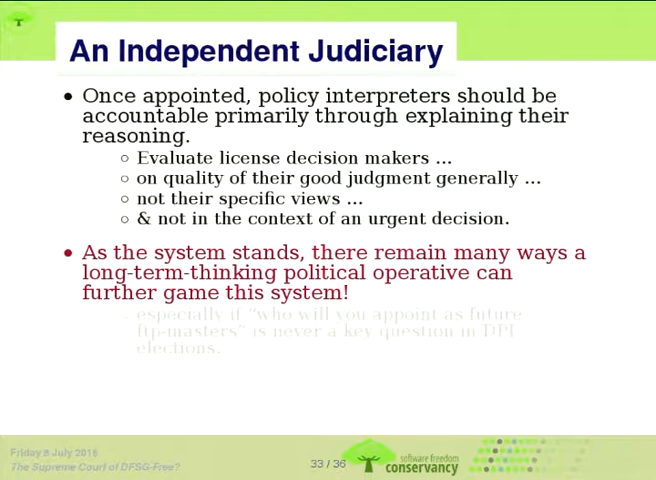 An Independent Judiciary
• Once appointed, policy interpreters should be
accountable primarily through explaining their
reasoning.
○ Evaluate license decision makers ...
○ on quality of their good judgment generally ...
○ not their specific views ...
○ & not in the context of an urgent decision.
• As the system stands, there remain many ways a
long-term-thinking political operative can
further game this system!
especially if “who will you appoint as future
ftp-masters” is never a key question in DPL
elections.
Friday 8 July 2016
The Supreme Court of DFSG-Free?
33 / 36
software freedom
conservancy